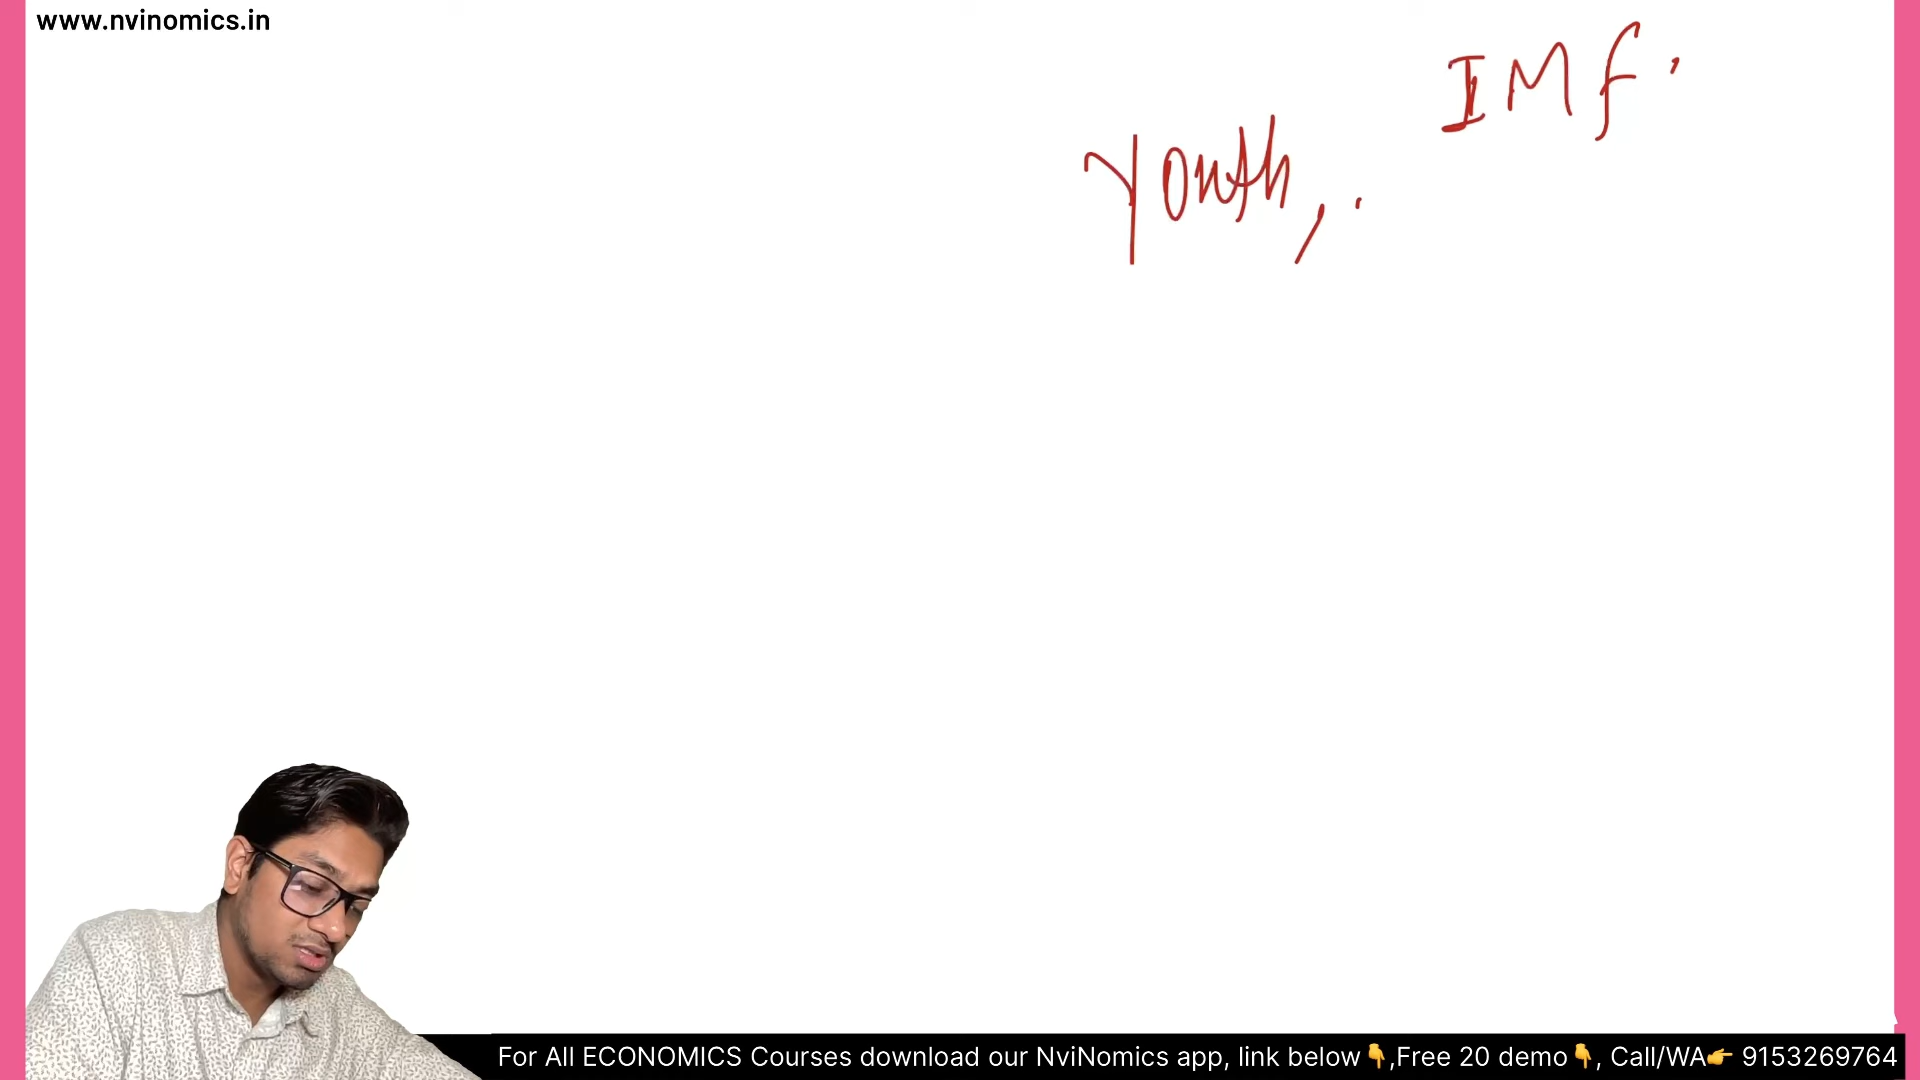 www.nvinomics.in
IMF.
Youth,.
For All ECONOMICS Courses download our NviNomics app, link below👇,Free 20 demo👇, Call/WA👉 9153269764